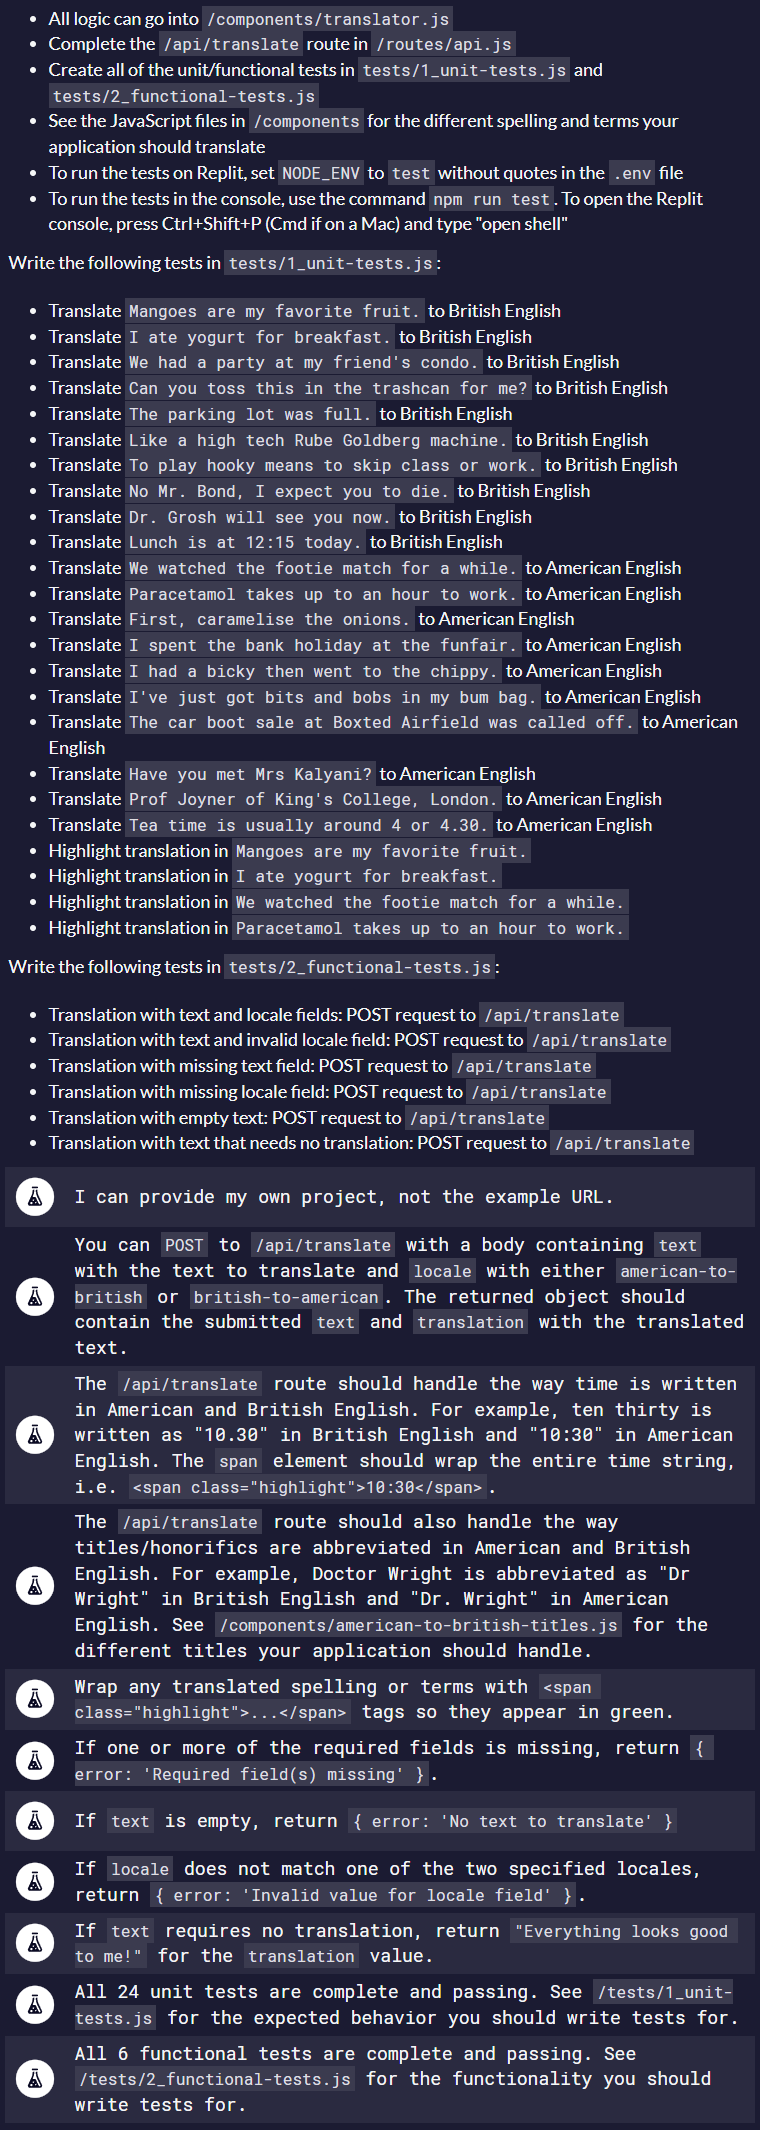 All logic can go into /components/translator.js
Complete the /api/translate route in /routes/api.js
Create all of the unit/functional tests in tests/1_unit-tests.js and
tests/2_functional-tests.js
See the JavaScript files in /components for the different spelling and terms your
application should translate
To run the tests on Replit, set NODE_ENV to test without quotes in the .env file
To run the tests in the console, use the command npm run test. To open the Replit
console, press Ctrl+Shift+P (Cmd if on a Mac) and type "open shell"
Write the following tests in tests/1_unit-tests.js:
Translate Mangoes are my favorite fruit. to British English
Translate I ate yogurt for breakfast. to British English
Translate We had a party at my friend's condo. to British English
Translate Can you toss this in the trashcan for me? to British English
Translate The parking lot was full. to British English
Translate Like a high tech Rube Goldberg machine. to British English
Translate To play hooky means to skip class or work. to British English
Translate No Mr. Bond, I expect you to die. to British English
Translate Dr. Grosh will see you now. to British English
Translate Lunch is at 12:15 today. to British English
Translate We watched the footie match for a while. to American English
Translate Paracetamol takes up to an hour to work. to American English
Translate First, caramelise the onions. to American English
Translate I spent the bank holiday at the funfair. to American English
Translate I had a bicky then went to the chippy. to American English
Translate I've just got bits and bobs in my bum bag. to American English
Translate The car boot sale at Boxted Airfield was called off. to American
English
Translate Have you met Mrs Kalyani? to American English
Translate Prof Joyner of King's College, London. to American English
Translate Tea time is usually around 4 or 4.30. to American English
Highlight translation in Mangoes are my favorite fruit.
Highlight translation in I ate yogurt for breakfast.
Highlight translation in We watched the footie match for a while.
Highlight translation in Paracetamol takes up to an hour to work.
Write the following tests in tests/2_functional-tests.js:
Translation with text and locale fields: POST request to /api/translate
Translation with text and invalid locale field: POST request to /api/translate
Translation with missing text field: POST request to /api/translate
Translation with missing locale field: POST request to /api/translate
Translation with empty text: POST request to /api/translate
Translation with text that needs no translation: POST request to /api/translate
I can provide my own project, not the example URL.
You can POST to /api/translate with a body containing text
with the text to translate and locale with either american-to-
british or british-to-american. The returned object should
contain the submitted text and translation with the translated
text.
The /api/translate route should handle the way time is written
in American and British English. For example, ten thirty is
written as "10.30" in British English and "10:30" in American
English. The span element should wrap the entire time string,
i.e. <span class="highlight">10:30</span>.
The /api/translate route should also handle the way
titles/honorifics are abbreviated in American and British
English. For example, Doctor Wright is abbreviated as "Dr
Wright" in British English and "Dr. Wright" in American
English. See /components/american-to-british-titles.js for the
different titles your application should handle.
Wrap any translated spelling or terms with <span
class="highlight">...</span> tags so they appear in green.
If one or more of the required fields is missing, return {
error: 'Required field(s) missing' }.
If text is empty, return { error: 'No text to translate' }
If locale does not match one of the two specified locales,
return { error: 'Invalid value for locale field' }.
If text requires no translation, return "Everything looks good
to me!" for the translation value.
All 24 unit tests are complete and passing. See /tests/1_unit-
tests.js for the expected behavior you should write tests for.
All 6 functional tests are complete and passing. See
/tests/2_functional-tests.js for the functionality you should
write tests for.